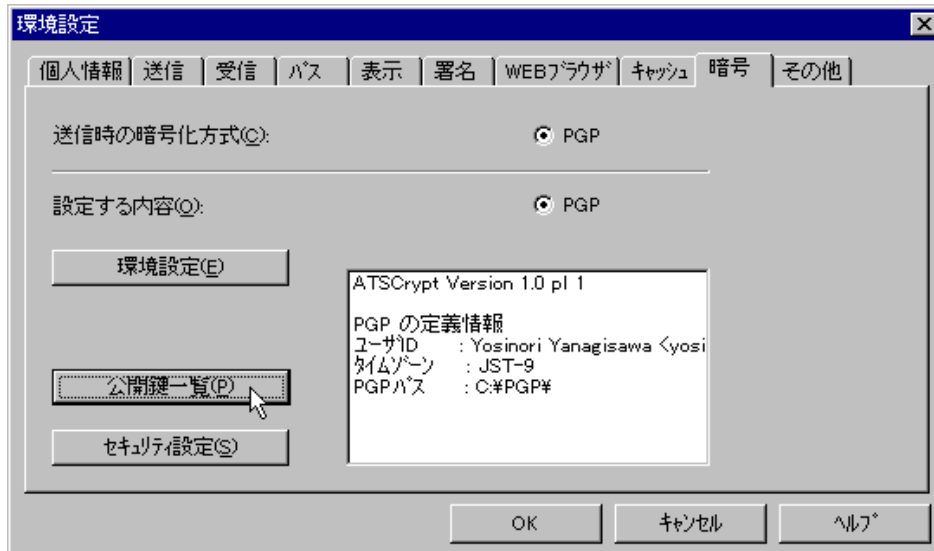 環境設定
個人情報 送信 受信 ﾊﾟｽ 表示 署名 WEBﾌﾞﾗｳｻﾞ ｷｬｯｼｭ 暗号 その他
送信時の暗号化方式(C): PGP
設定する内容(O): PGP
環境設定(E)
ATSCrypt Version 1.0 pl 1
PGP の定義情報
ﾕｰｻﾞID : Yosinori Yanagisawa <yosi
ﾀｲﾑｿﾞｰﾝ : JST-9
PGPﾊﾟｽ : C:¥PGP¥
公開鍵一覧(P)
ｾｷｭﾘﾃｨ設定(S)
OK ｷｬﾝｾﾙ ﾍﾙﾌﾟ